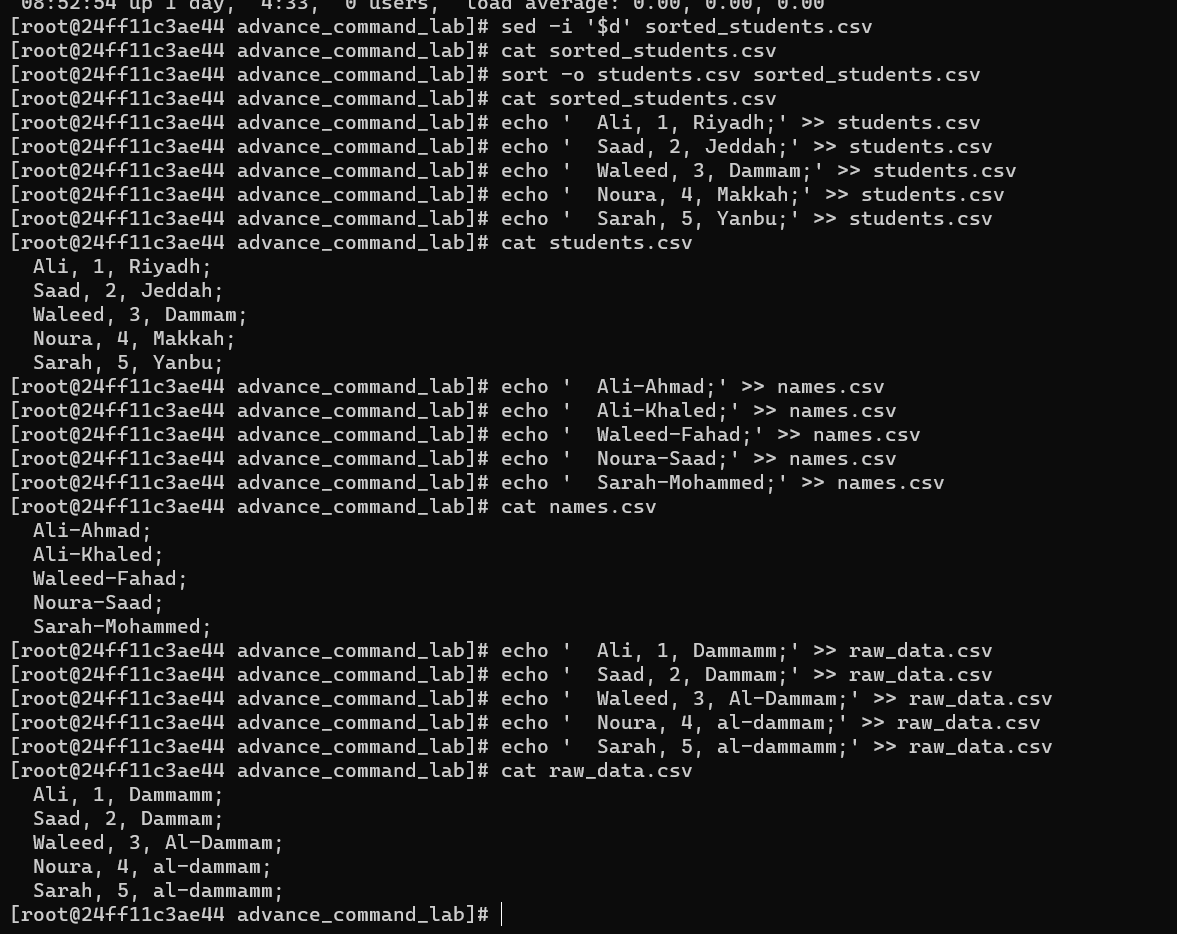 08:52:54 up 1 day,  4:33,  0 users,  load average: 0.00, 0.00, 0.00
[root@24ff11c3ae44 advance_command_lab]# sed -i '$d' sorted_students.csv
[root@24ff11c3ae44 advance_command_lab]# cat sorted_students.csv
[root@24ff11c3ae44 advance_command_lab]# sort -o students.csv sorted_students.csv
[root@24ff11c3ae44 advance_command_lab]# cat sorted_students.csv
[root@24ff11c3ae44 advance_command_lab]# echo '  Ali, 1, Riyadh;' >> students.csv
[root@24ff11c3ae44 advance_command_lab]# echo '  Saad, 2, Jeddah;' >> students.csv
[root@24ff11c3ae44 advance_command_lab]# echo '  Waleed, 3, Dammam;' >> students.csv
[root@24ff11c3ae44 advance_command_lab]# echo '  Noura, 4, Makkah;' >> students.csv
[root@24ff11c3ae44 advance_command_lab]# echo '  Sarah, 5, Yanbu;' >> students.csv
[root@24ff11c3ae44 advance_command_lab]# cat students.csv
  Ali, 1, Riyadh;
  Saad, 2, Jeddah;
  Waleed, 3, Dammam;
  Noura, 4, Makkah;
  Sarah, 5, Yanbu;
[root@24ff11c3ae44 advance_command_lab]# echo '  Ali-Ahmad;' >> names.csv
[root@24ff11c3ae44 advance_command_lab]# echo '  Ali-Khaled;' >> names.csv
[root@24ff11c3ae44 advance_command_lab]# echo '  Waleed-Fahad;' >> names.csv
[root@24ff11c3ae44 advance_command_lab]# echo '  Noura-Saad;' >> names.csv
[root@24ff11c3ae44 advance_command_lab]# echo '  Sarah-Mohammed;' >> names.csv
[root@24ff11c3ae44 advance_command_lab]# cat names.csv
  Ali-Ahmad;
  Ali-Khaled;
  Waleed-Fahad;
  Noura-Saad;
  Sarah-Mohammed;
[root@24ff11c3ae44 advance_command_lab]# echo '  Ali, 1, Dammamm;' >> raw_data.csv
[root@24ff11c3ae44 advance_command_lab]# echo '  Saad, 2, Dammam;' >> raw_data.csv
[root@24ff11c3ae44 advance_command_lab]# echo '  Waleed, 3, Al-Dammam;' >> raw_data.csv
[root@24ff11c3ae44 advance_command_lab]# echo '  Noura, 4, al-dammam;' >> raw_data.csv
[root@24ff11c3ae44 advance_command_lab]# echo '  Sarah, 5, al-dammamm;' >> raw_data.csv
[root@24ff11c3ae44 advance_command_lab]# cat raw_data.csv
  Ali, 1, Dammamm;
  Saad, 2, Dammam;
  Waleed, 3, Al-Dammam;
  Noura, 4, al-dammam;
  Sarah, 5, al-dammamm;
[root@24ff11c3ae44 advance_command_lab]#